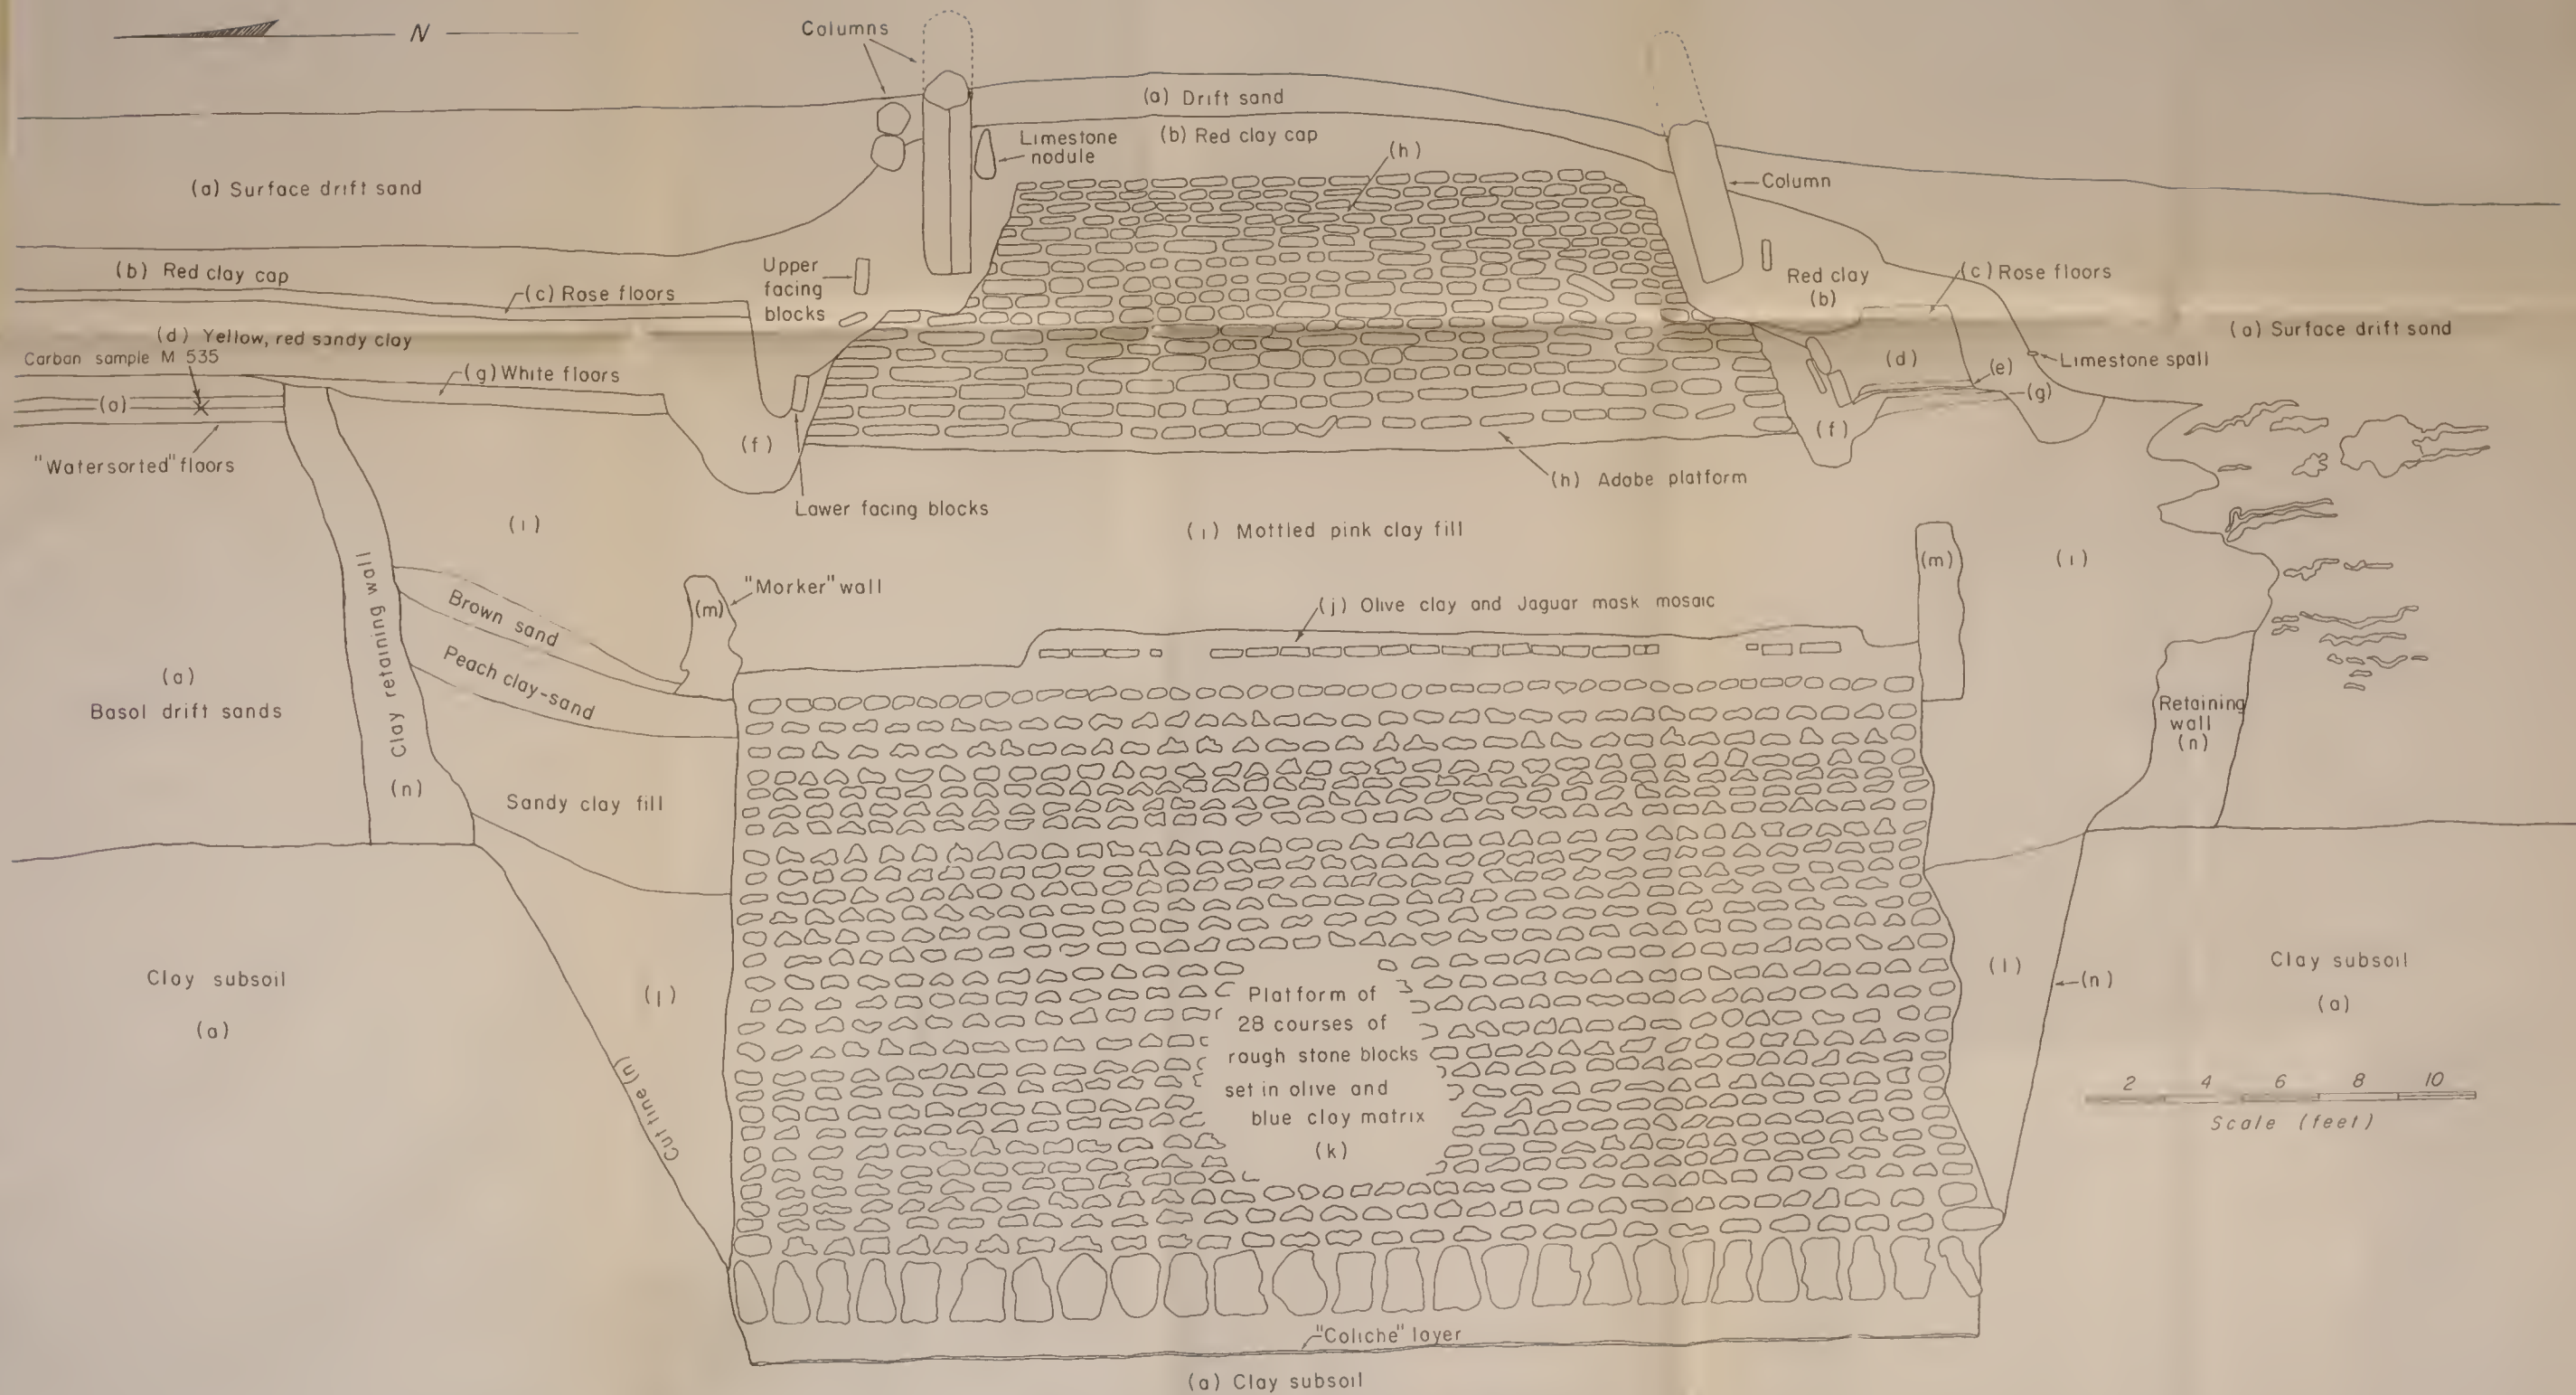 N
Columns
(a) Drift sand
Limestone
nodule
(b) Red clay cap
(h)
Column
(a) Surface drift sand
(b) Red clay cap
Upper
facing
blocks
(c) Rose floors
Red clay
(b)
(c) Rose floors
(a) Surface drift sand
(d) Yellow, red sandy clay
Carbon sample M 535
(g) White floors
(d)
(e)
Limestone spall
(g)
(o)
(f)
(f)
"Watersorted" floors
Lower facing blocks
(h) Adobe platform
(i)
(i) Mottled pink clay fill
(m)
(i)
Clay retaining wall
(n)
Brown sand
"Marker" wall
(m)
(j) Olive clay and Jaguar mask mosaic
Peach clay-sand
(a)
Basal drift sands
Retaining
wall
(n)
Sandy clay fill
Clay subsoil
(a)
(l)
Cut line (n)
Platform of
28 courses of
rough stone blocks
set in olive and
blue clay matrix
(k)
(l)
(n)
Clay subsoil
(a)
2 4 6 8 10
Scale (feet)
"Caliche" layer
(a) Clay subsoil